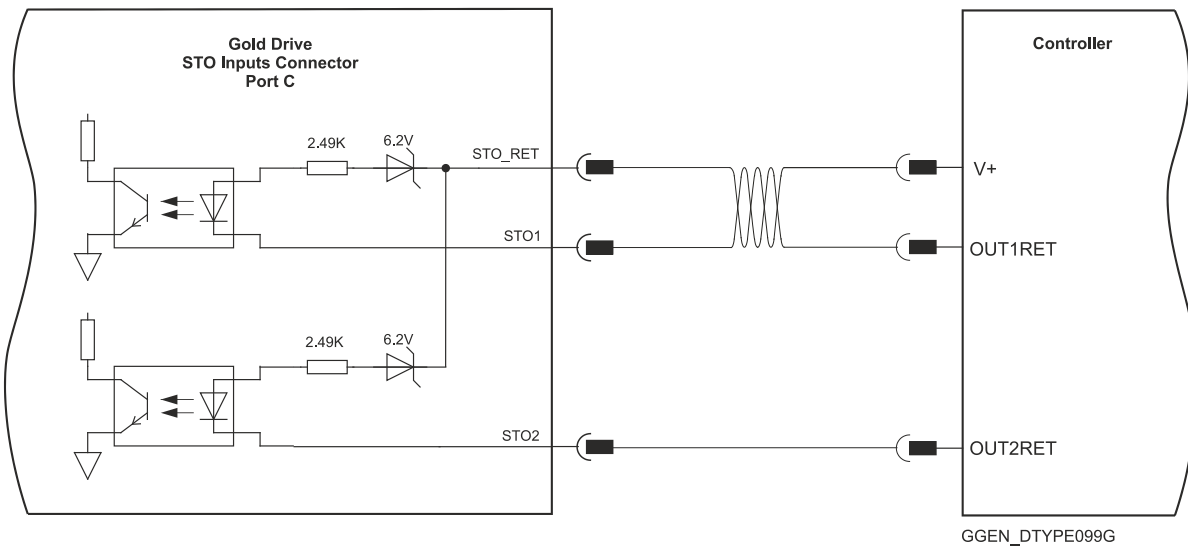 Gold Drive
STO Inputs Connector
Port C
Controller
2.49K
6.2V
STO_RET
V+
STO1
OUT1RET
2.49K
6.2V
STO2
OUT2RET
GGEN_DTYPE099G